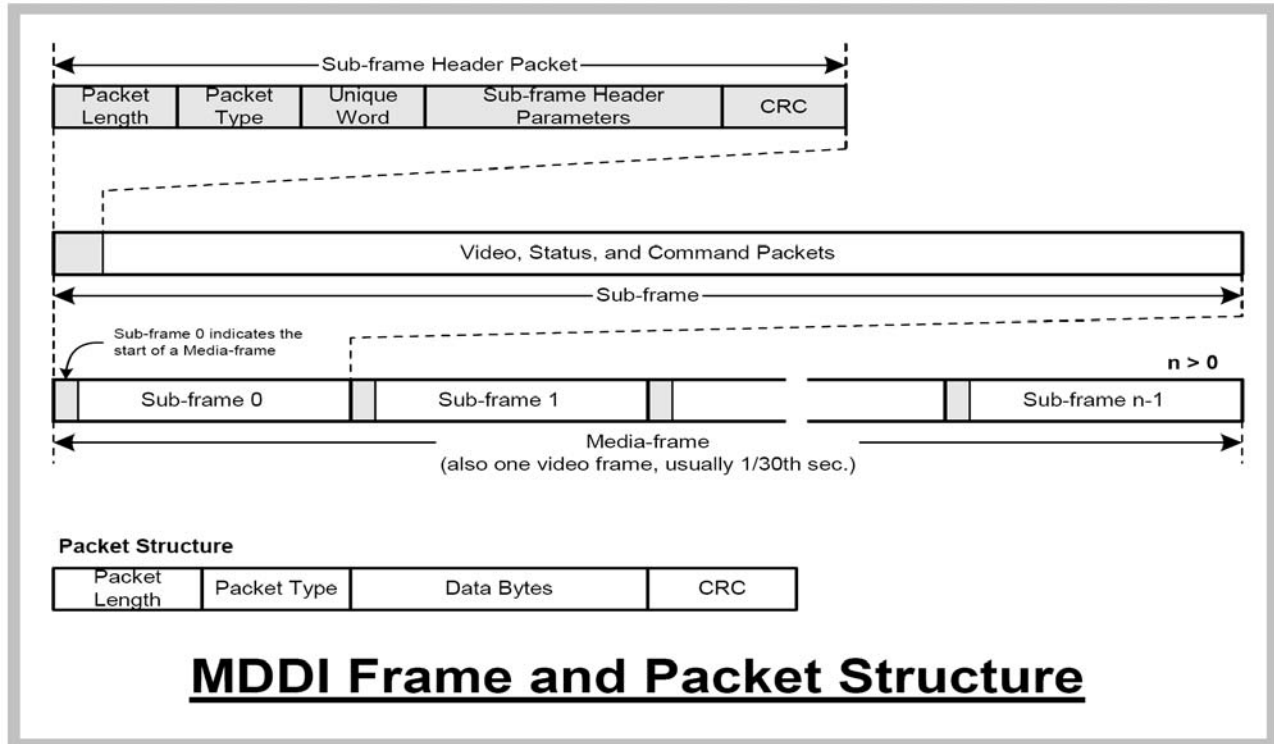 Sub-frame Header Packet
Packet Length
Packet Type
Unique Word
Sub-frame Header Parameters
CRC
Video, Status, and Command Packets
Sub-frame
Sub-frame 0 indicates the
start of a Media-frame
n > 0
Sub-frame 0
Sub-frame 1
Sub-frame n-1
Media-frame
(also one video frame, usually 1/30th sec.)
Packet Structure
Packet Length
Packet Type
Data Bytes
CRC
MDDI Frame and Packet Structure